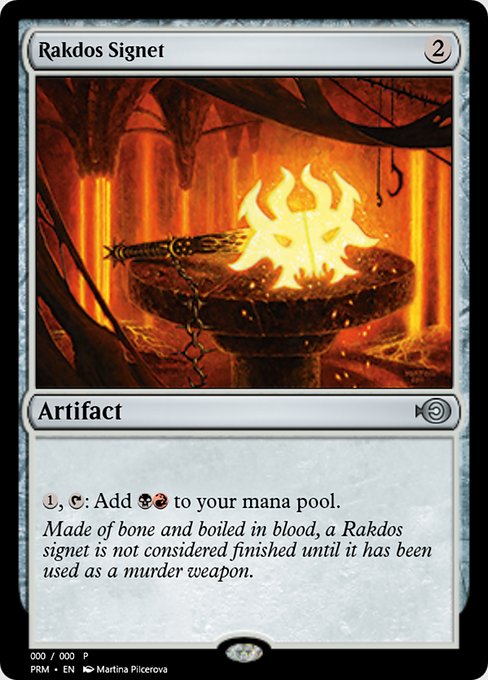 Rakdos Signet 2
Artifact
1, T: Add BR to your mana pool.
Made of bone and boiled in blood, a Rakdos
signet is not considered finished until it has been
used as a murder weapon.
000 / 000 P
PRM • EN Martina Pilcerova